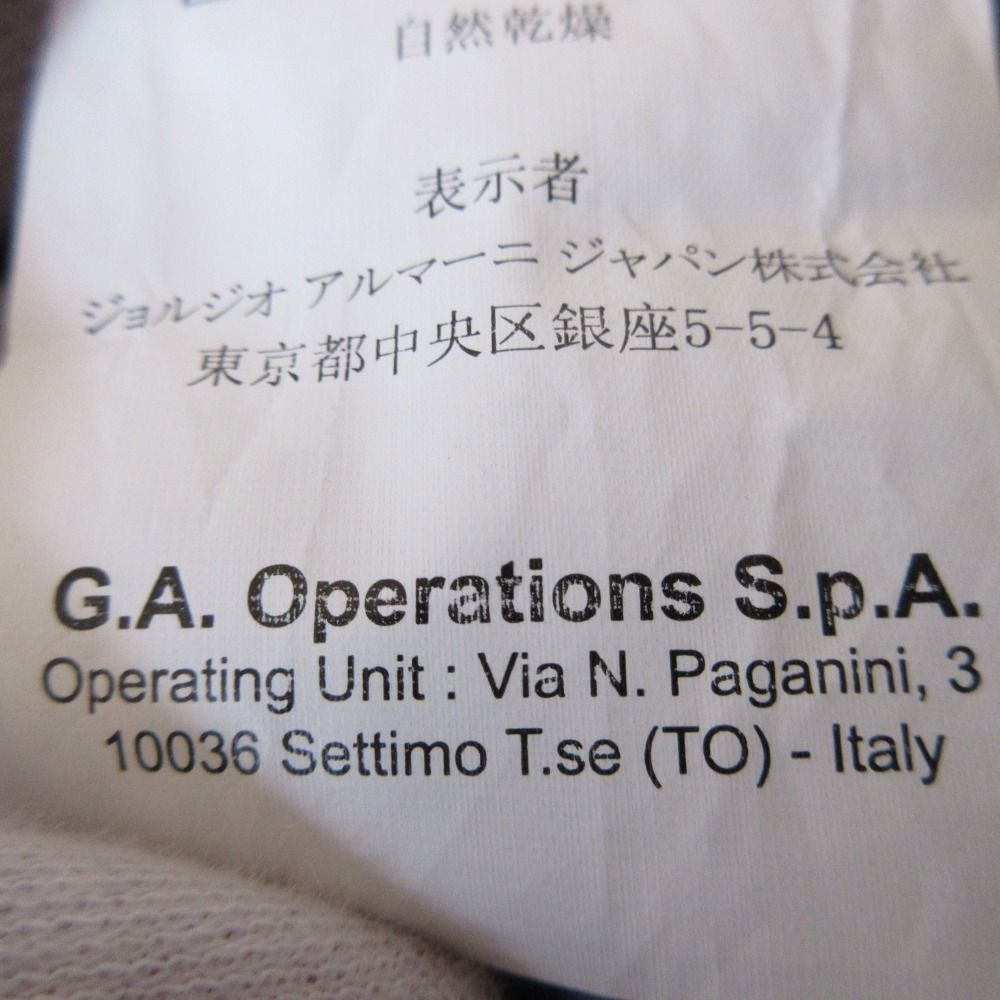 自然乾燥
表示者
ジョルジオ アルマーニ ジャパン株式会社
東京都中央区銀座5-5-4
G.A. Operations S.p.A.
Operating Unit : Via N. Paganini, 3
10036 Settimo T.se (TO) - Italy